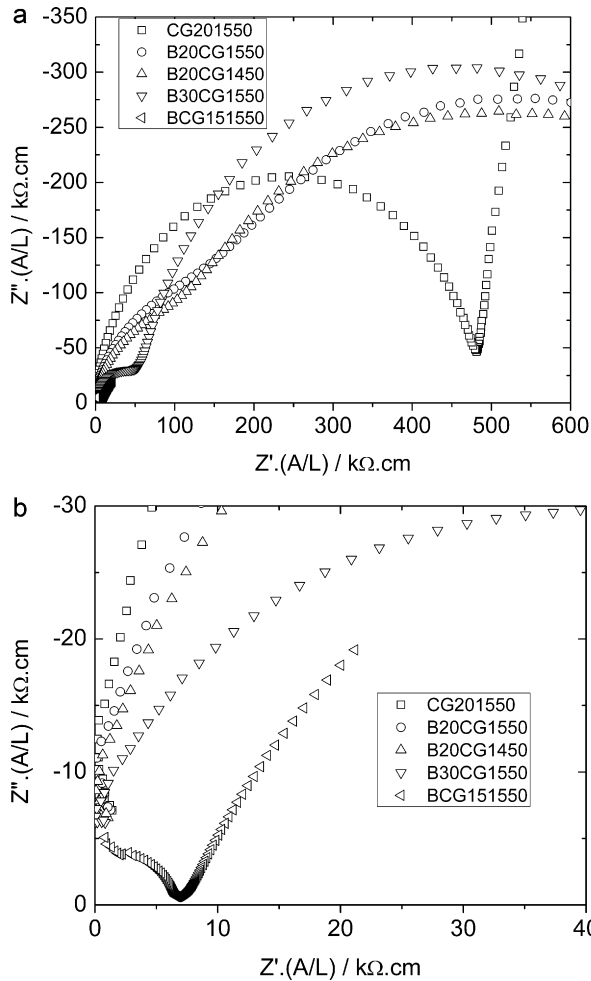 a
-350
-300
-250
-200
-150
-100
-50
0
CG201550
B20CG1550
B20CG1450
B30CG1550
BCG151550
Z".(A/L) / kΩ.cm
0 100 200 300 400 500 600
Z'.(A/L) / kΩ.cm
b
-30
-20
-10
0
CG201550
B20CG1550
B20CG1450
B30CG1550
BCG151550
Z".(A/L) / kΩ.cm
0 10 20 30 40
Z'.(A/L) / kΩ.cm